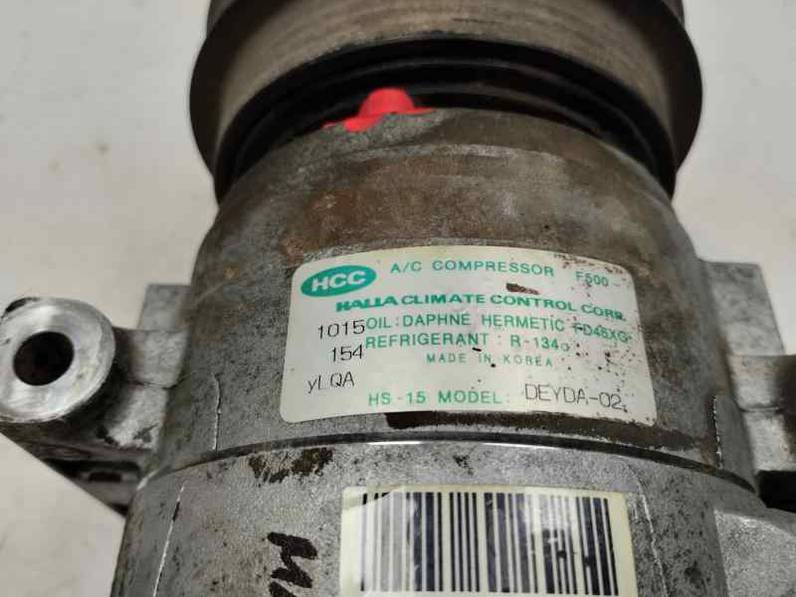 HCC A/C COMPRESSOR F500
HALLA CLIMATE CONTROL CORP.
1015 OIL: DAPHNE HERMETIC FD46XG
154 REFRIGERANT : R-134a
MADE IN KOREA
yLQA
HS-15 MODEL: DEYDA-02